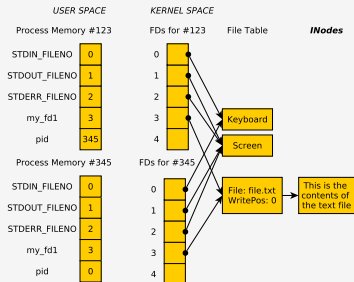 USER SPACE
KERNEL SPACE
Process Memory #123
FDs for #123
File Table
INodes
STDIN_FILENO 0
STDOUT_FILENO 1
STDERR_FILENO 2
my_fd1 3
pid 345
0
1
2
3
4
Keyboard
Screen
File: file.txt
WritePos: 0
This is the
contents of
the text file
Process Memory #345
FDs for #345
STDIN_FILENO 0
STDOUT_FILENO 1
STDERR_FILENO 2
my_fd1 3
pid 0
0
1
2
3
4